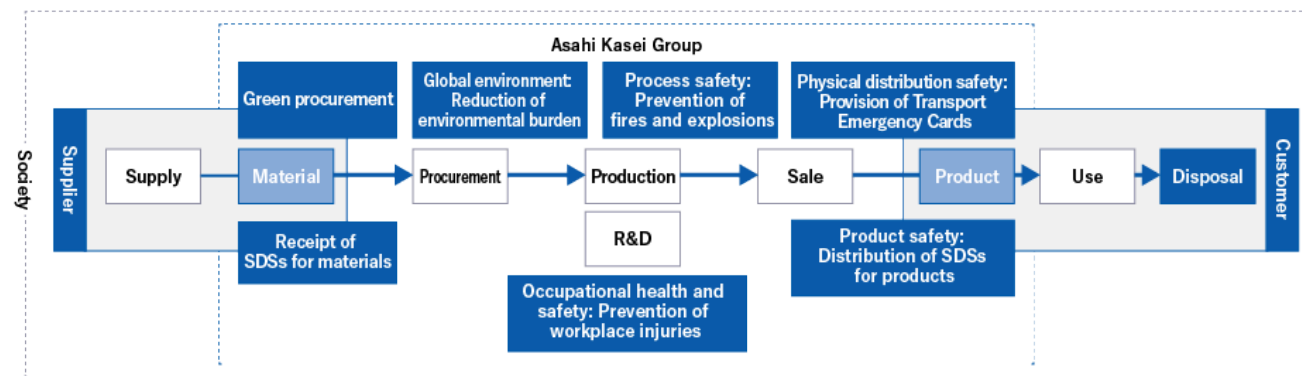 Asahi Kasei Group
Green procurement
Global environment:
Reduction of
environmental burden
Process safety:
Prevention of
fires and explosions
Physical distribution safety:
Provision of Transport
Emergency Cards
Society
Supplier
Supply
Material
Procurement
Production
Sale
Product
Use
Disposal
Customer
Receipt of
SDSs for materials
R&D
Product safety:
Distribution of SDSs
for products
Occupational health and
safety: Prevention of
workplace injuries